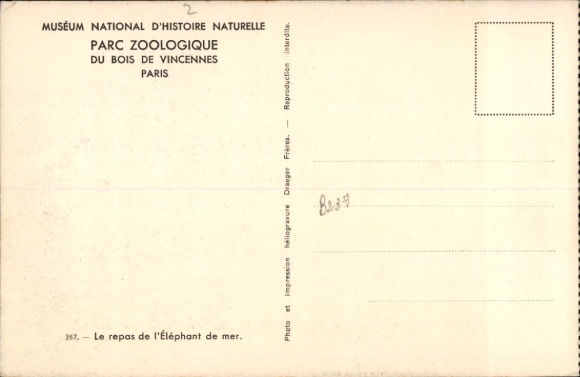 2
MUSÉUM NATIONAL D'HISTOIRE NATURELLE
PARC ZOOLOGIQUE
DU BOIS DE VINCENNES
PARIS
357. — Le repas de l'Éléphant de mer.
Photo et impression héliogravure Draeger Frères. — Reproduction interdite.